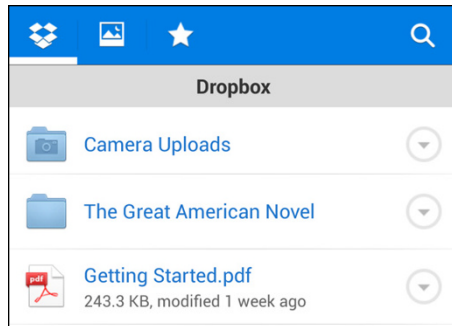 Dropbox
Camera Uploads
The Great American Novel
pdf
Getting Started.pdf
243.3 KB, modified 1 week ago